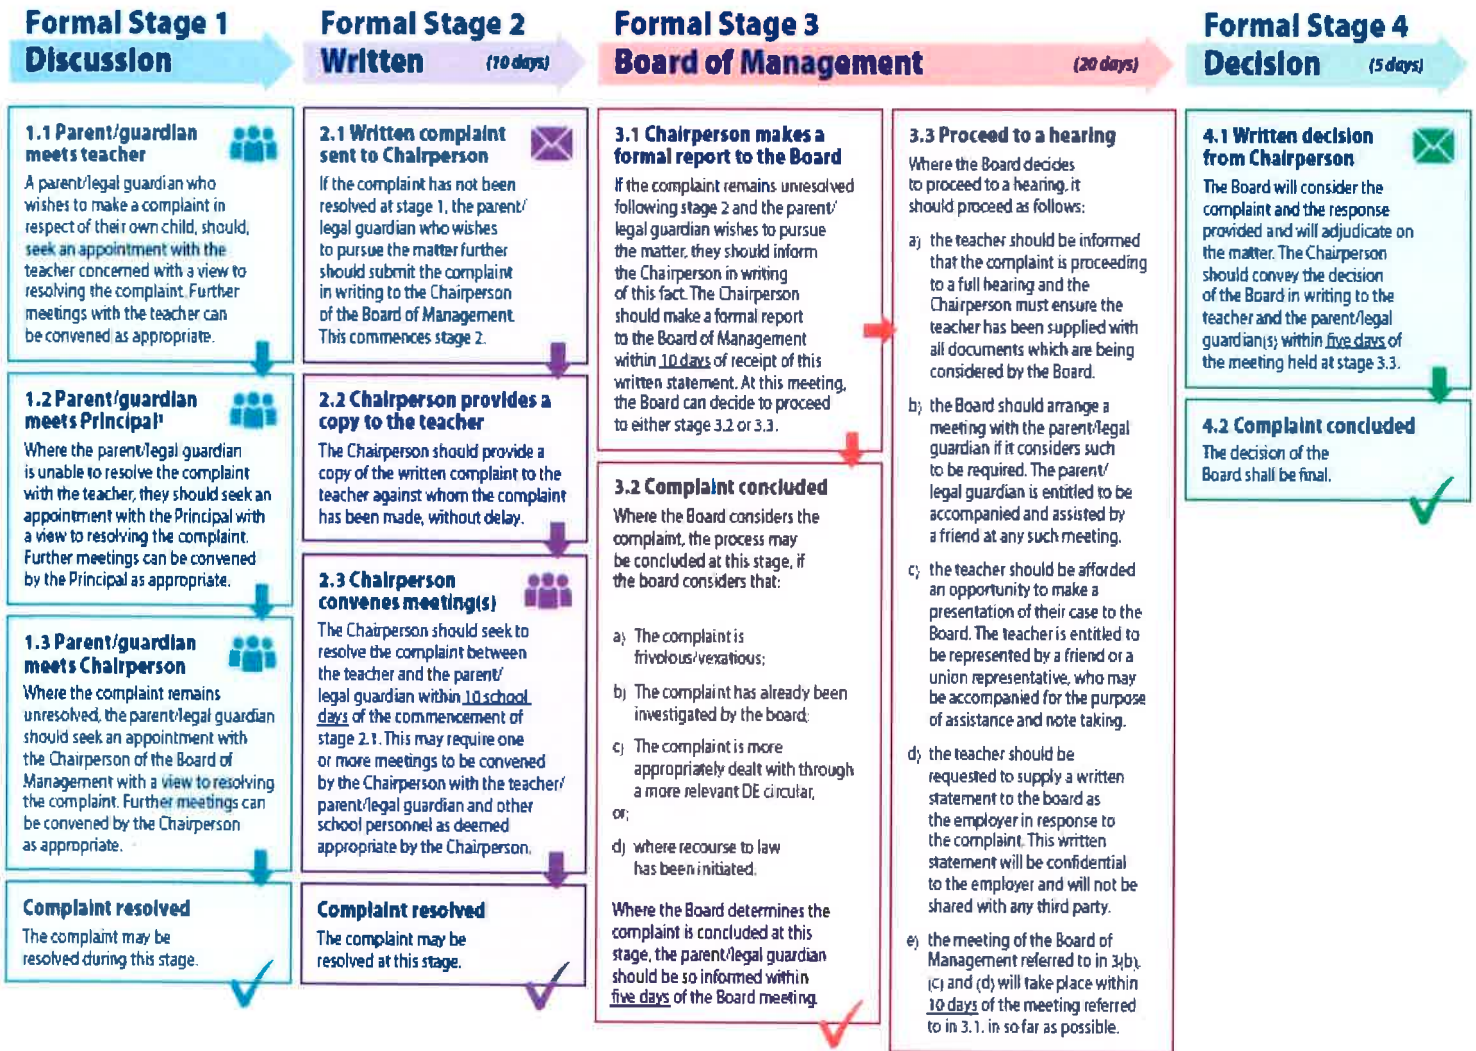 Formal Stage 1
Discussion
1.1 Parent/guardian
meets teacher
A parent/legal guardian who
wishes to make a complaint in
respect of their own child, should,
seek an appointment with the
teacher concerned with a view to
resolving the complaint. Further
meetings with the teacher can
be convened as appropriate.
1.2 Parent/guardian
meets Principal¹
Where the parent/legal guardian
is unable to resolve the complaint
with the teacher, they should seek an
appointment with the Principal with
a view to resolving the complaint.
Further meetings can be convened
by the Principal as appropriate.
1.3 Parent/guardian
meets Chairperson
Where the complaint remains
unresolved, the parent/legal guardian
should seek an appointment with
the Chairperson of the Board of
Management with a view to resolving
the complaint. Further meetings can
be convened by the Chairperson
as appropriate.
Complaint resolved
The complaint may be
resolved during this stage.
Formal Stage 2
Written (10 days)
2.1 Written complaint
sent to Chairperson
If the complaint has not been
resolved at stage 1, the parent/
legal guardian who wishes
to pursue the matter further
should submit the complaint
in writing to the Chairperson
of the Board of Management.
This commences stage 2.
2.2 Chairperson provides a
copy to the teacher
The Chairperson should provide a
copy of the written complaint to the
teacher against whom the complaint
has been made, without delay.
2.3 Chairperson
convenes meeting(s)
The Chairperson should seek to
resolve the complaint between
the teacher and the parent/
legal guardian within 10 school
days of the commencement of
stage 2.1. This may require one
or more meetings to be convened
by the Chairperson with the teacher/
parent/legal guardian and other
school personnel as deemed
appropriate by the Chairperson.
Complaint resolved
The complaint may be
resolved at this stage.
Formal Stage 3
Board of Management (20 days)
3.1 Chairperson makes a
formal report to the Board
If the complaint remains unresolved
following stage 2 and the parent/
legal guardian wishes to pursue
the matter, they should inform
the Chairperson in writing
of this fact. The Chairperson
should make a formal report
to the Board of Management
within 10 days of receipt of this
written statement. At this meeting,
the Board can decide to proceed
to either stage 3.2 or 3.3.
3.2 Complaint concluded
Where the Board considers the
complaint, the process may
be concluded at this stage, if
the board considers that:
a) The complaint is
frivolous/vexatious;
b) The complaint has already been
investigated by the board;
c) The complaint is more
appropriately dealt with through
a more relevant DE circular,
or;
d) where recourse to law
has been initiated.
Where the Board determines the
complaint is concluded at this
stage, the parent/legal guardian
should be so informed within
five days of the Board meeting.
3.3 Proceed to a hearing
Where the Board decides
to proceed to a hearing, it
should proceed as follows:
a) the teacher should be informed
that the complaint is proceeding
to a full hearing and the
Chairperson must ensure the
teacher has been supplied with
all documents which are being
considered by the Board.
b) the Board should arrange a
meeting with the parent/legal
guardian if it considers such
to be required. The parent/
legal guardian is entitled to be
accompanied and assisted by
a friend at any such meeting.
c) the teacher should be afforded
an opportunity to make a
presentation of their case to the
Board. The teacher is entitled to
be represented by a friend or a
union representative, who may
be accompanied for the purpose
of assistance and note taking.
d) the teacher should be
requested to supply a written
statement to the board as
the employer in response to
the complaint. This written
statement will be confidential
to the employer and will not be
shared with any third party.
e) the meeting of the Board of
Management referred to in 3(b),
(c) and (d) will take place within
10 days of the meeting referred
to in 3.1. in so far as possible.
Formal Stage 4
Decision (5 days)
4.1 Written decision
from Chairperson
The Board will consider the
complaint and the response
provided and will adjudicate on
the matter. The Chairperson
should convey the decision
of the Board in writing to the
teacher and the parent/legal
guardian(s) within five days of
the meeting held at stage 3.3.
4.2 Complaint concluded
The decision of the
Board shall be final.